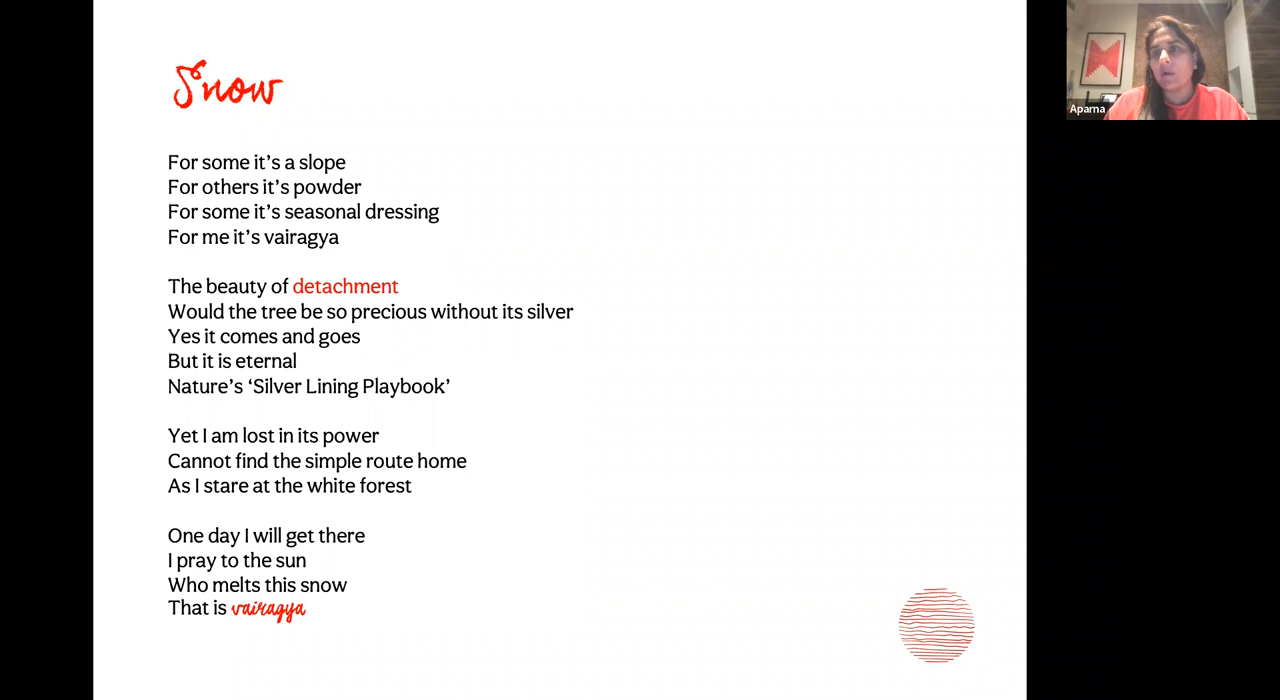 Snow
For some it’s a slope
For others it’s powder
For some it’s seasonal dressing
For me it’s vairagya
The beauty of detachment
Would the tree be so precious without its silver
Yes it comes and goes
But it is eternal
Nature’s ‘Silver Lining Playbook’
Yet I am lost in its power
Cannot find the simple route home
As I stare at the white forest
One day I will get there
I pray to the sun
Who melts this snow
That is vairagya
Aparna